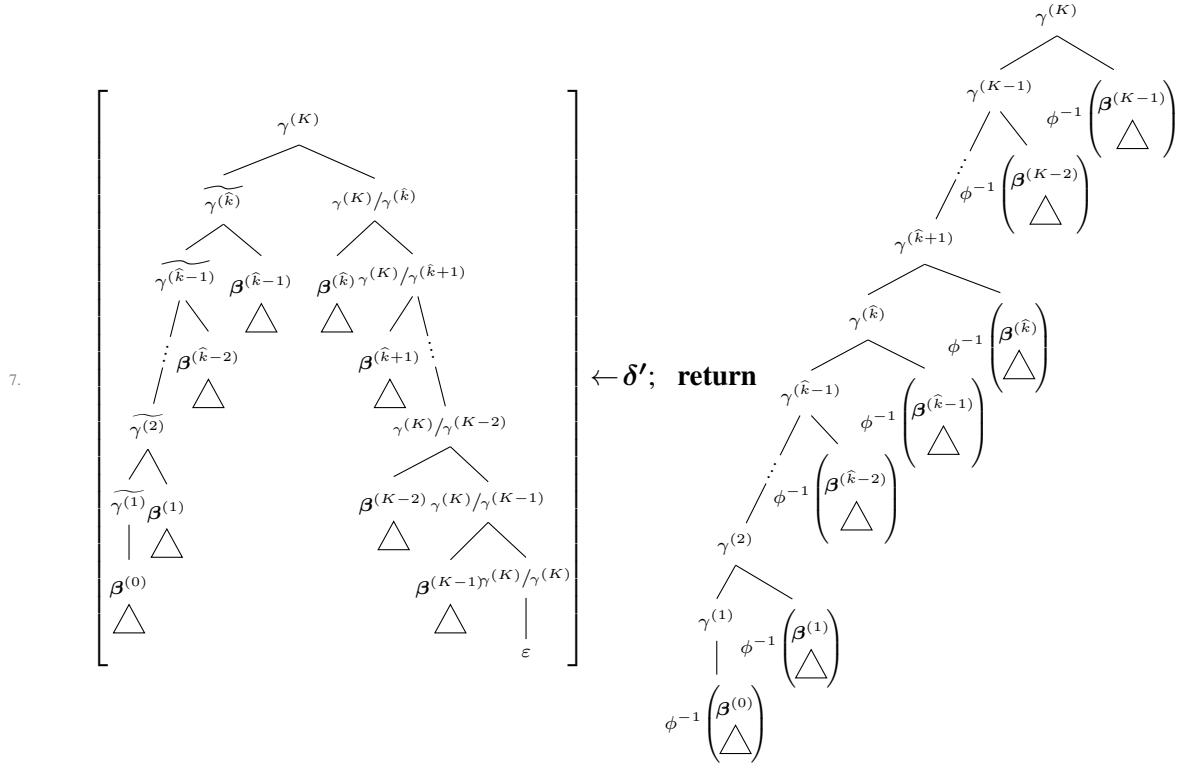 γ^(K)
γ^(K−1) ϕ^−1 (β^(K−1))
γ^(K)
⋮ ϕ^−1 (β^(K−2))
γ^(k̂)~ γ^(K)/γ^(k̂)
γ^(k̂+1)
γ^(k̂−1)~ β^(k̂−1) β^(k̂) γ^(K)/γ^(k̂+1)
γ^(k̂) ϕ^−1 (β^(k̂))
⋮ β^(k̂−2) β^(k̂+1) ⋮
7. ← δ′; return
γ^(k̂−1) ϕ^−1 (β^(k̂−1))
γ^(2)~ γ^(K)/γ^(K−2)
⋮ ϕ^−1 (β^(k̂−2))
γ^(1)~ β^(1) β^(K−2) γ^(K)/γ^(K−1)
γ^(2)
β^(0) β^(K−1) γ^(K)/γ^(K)
γ^(1) ϕ^−1 (β^(1))
ε
ϕ^−1 (β^(0))